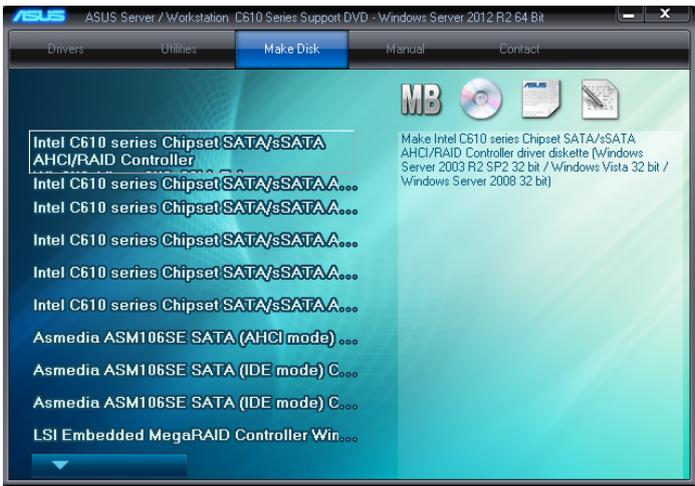 ASUS ASUS Server / Workstation C610 Series Support DVD - Windows Server 2012 R2 64 Bit
Drivers Utilities Make Disk Manual Contact
MB ASUS
Intel C610 series Chipset SATA/sSATA
AHCI/RAID Controller
Intel C610 series Chipset SATA/sSATA A...
Intel C610 series Chipset SATA/sSATA A...
Intel C610 series Chipset SATA/sSATA A...
Intel C610 series Chipset SATA/sSATA A...
Intel C610 series Chipset SATA/sSATA A...
Asmedia ASM106SE SATA (AHCI mode) ...
Asmedia ASM106SE SATA (IDE mode) C...
Asmedia ASM106SE SATA (IDE mode) C...
LSI Embedded MegaRAID Controller Win...
Make Intel C610 series Chipset SATA/sSATA
AHCI/RAID Controller driver diskette (Windows
Server 2003 R2 SP2 32 bit / Windows Vista 32 bit /
Windows Server 2008 32 bit)